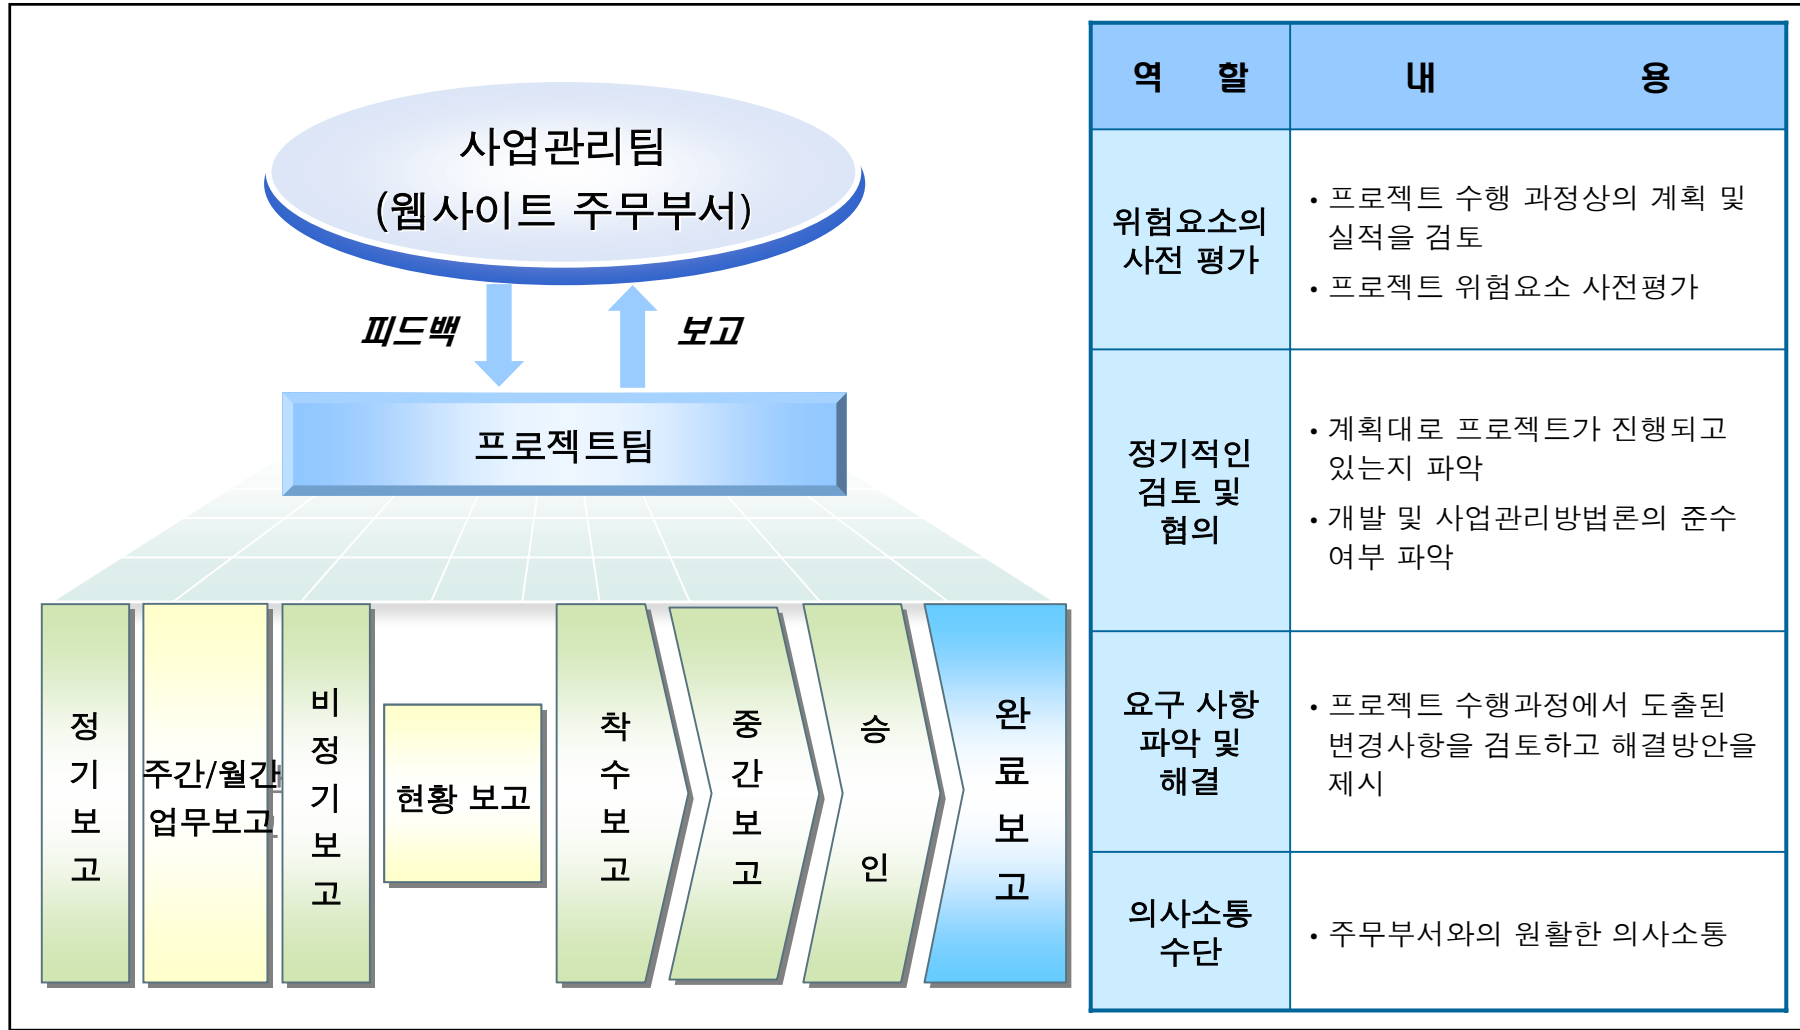 사업관리팀
(웹사이트 주무부서)
피드백
보고
프로젝트팀
정기보고
주간/월간
업무보고
비정기보고
현황 보고
착수보고
중간보고
승인
완료보고
역 할
내 용
위험요소의
사전 평가
• 프로젝트 수행 과정상의 계획 및
실적을 검토
• 프로젝트 위험요소 사전평가
정기적인
검토 및
협의
• 계획대로 프로젝트가 진행되고
있는지 파악
• 개발 및 사업관리방법론의 준수
여부 파악
요구 사항
파악 및
해결
• 프로젝트 수행과정에서 도출된
변경사항을 검토하고 해결방안을
제시
의사소통
수단
• 주무부서와의 원활한 의사소통